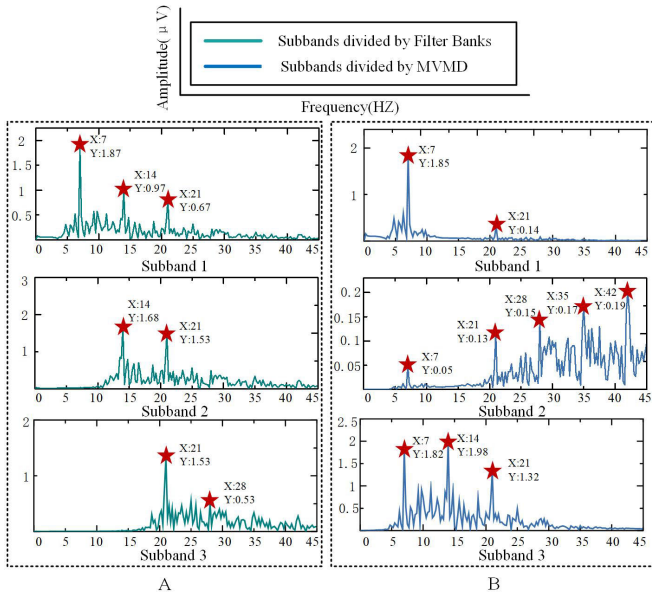 Amplitude( μ V)
Subbands divided by Filter Banks
Subbands divided by MVMD
Frequency(HZ)
2
1.5
1
0.5
X:7
Y:1.87
X:14
Y:0.97
X:21
Y:0.67
0 5 10 15 20 25 30 35 40 45
Subband 1
3
2
1
0
X:14
Y:1.68
X:21
Y:1.53
0 5 10 15 20 25 30 35 40 45
Subband 2
2
1
X:21
Y:1.53
X:28
Y:0.53
0 5 10 15 20 25 30 35 40 45
Subband 3
A
2
1
X:7
Y:1.85
X:21
Y:0.14
0 5 10 15 20 25 30 35 40 45
Subband 1
0.2
0.15
0.1
0.05
X:7
Y:0.05
X:21
Y:0.13
X:28
Y:0.15
X:35
Y:0.17
X:42
Y:0.19
0 5 10 15 20 25 30 35 40 45
Subband 2
2.5
2
1.5
1
0.5
X:7
Y:1.82
X:14
Y:1.98
X:21
Y:1.32
0 5 10 15 20 25 30 35 40 45
Subband 3
B